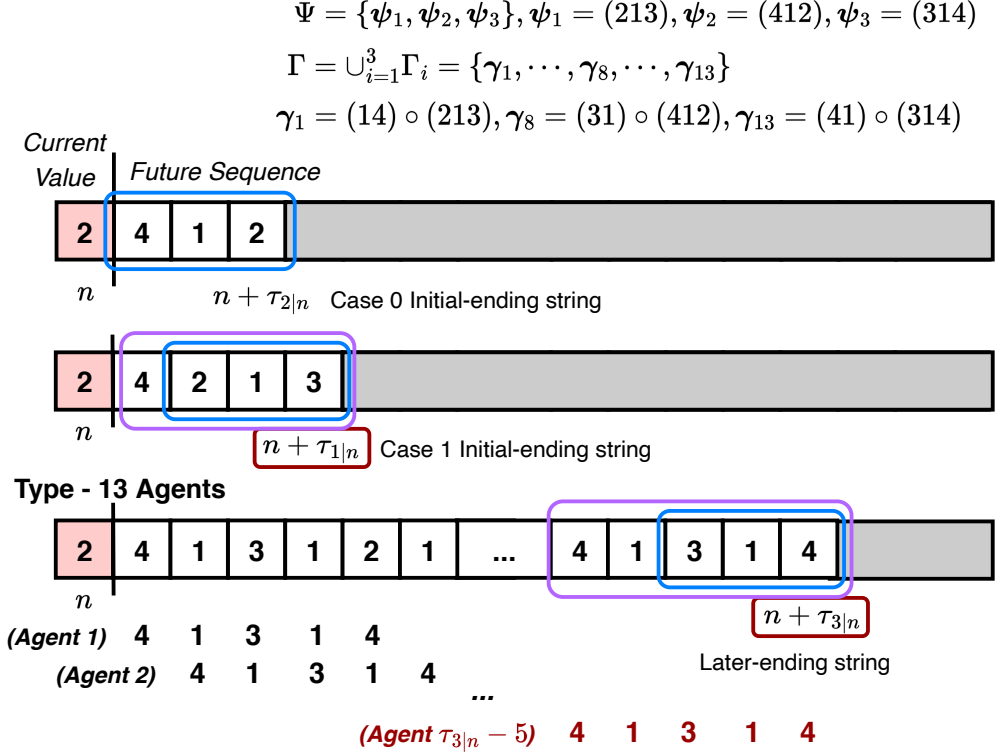 Ψ = {ψ₁, ψ₂, ψ₃}, ψ₁ = (213), ψ₂ = (412), ψ₃ = (314)
Γ = ∪³ᵢ₌₁Γᵢ = {γ₁, ⋯, γ₈, ⋯, γ₁₃}
γ₁ = (14) ∘ (213), γ₈ = (31) ∘ (412), γ₁₃ = (41) ∘ (314)
Current Value
Future Sequence
2 4 1 2
n
n + τ₂|ₙ Case 0 Initial-ending string
2 4 2 1 3
n
n + τ₁|ₙ Case 1 Initial-ending string
Type - 13 Agents
2 4 1 3 1 2 1 ... 4 1 3 1 4
n
n + τ₃|ₙ
Later-ending string
(Agent 1) 4 1 3 1 4
(Agent 2) 4 1 3 1 4
...
(Agent τ₃|ₙ − 5) 4 1 3 1 4